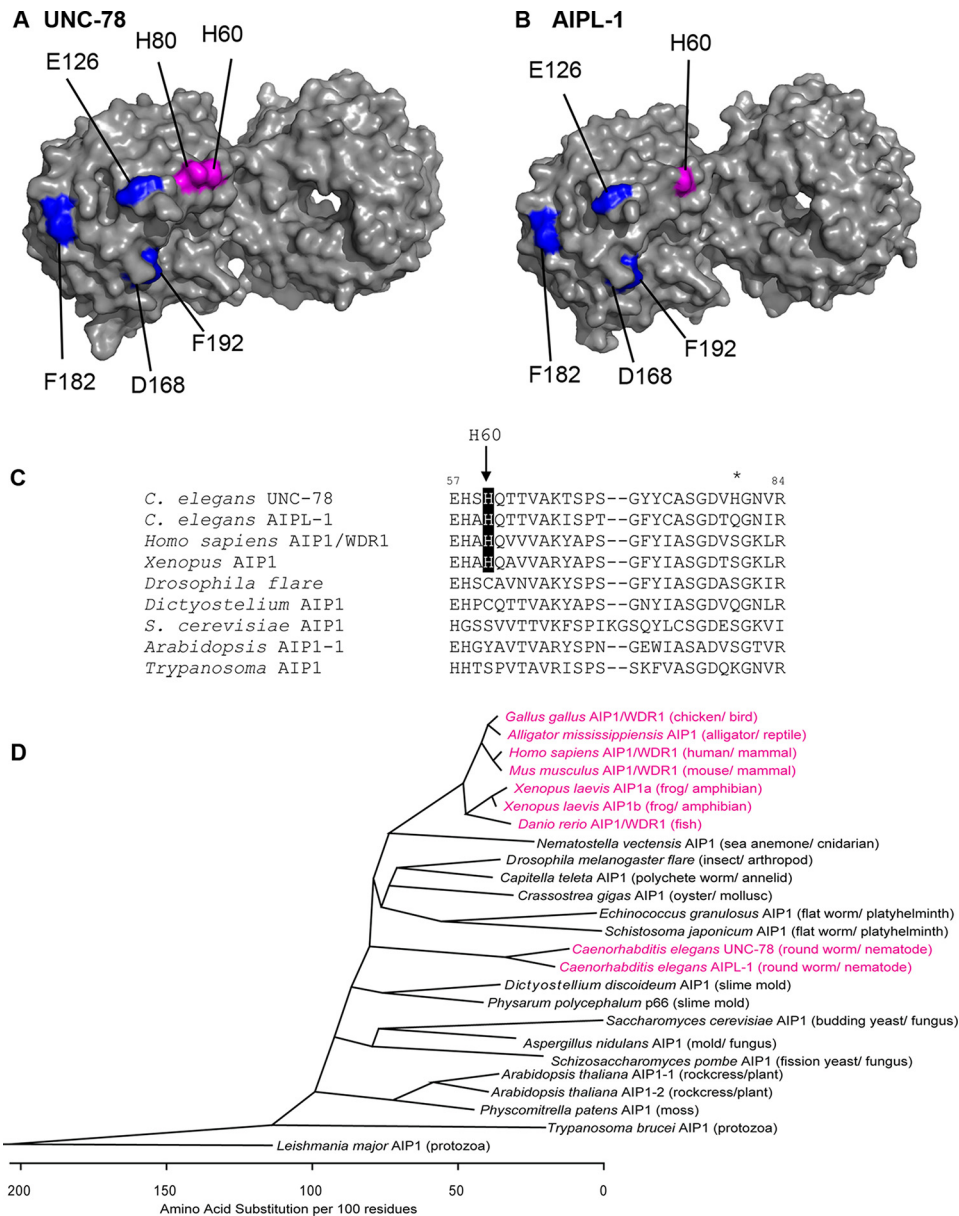 A UNC-78
B AIPL-1
H80
H60
E126
F182
D168
F192
H60
E126
F182
D168
F192
C
H60
57
*
84
C. elegans UNC-78 EHSHQTTVAKTSPS--GYYCASGDVHGNVR
C. elegans AIPL-1 EHAHQTTVAKISPT--GFYCASGDTQGNIR
Homo sapiens AIP1/WDR1 EHAHQVVVAKYAPS--GFYIASGDVSGKLR
Xenopus AIP1 EHAHQAVVARYAPS--GFYIASGDTSGKLR
Drosophila flare EHSCAVNVAKYSPS--GFYIASGDASGKIR
Dictyostelium AIP1 EHPCQTTVAKYAPS--GNYIASGDVQGNLR
S. cerevisiae AIP1 HGSSVVTTVKFSPIKGSQYLCSGDESGKVI
Arabidopsis AIP1-1 EHGYAVTVARYSPN--GEWIASADVSGTVR
Trypanosoma AIP1 HHTSPVTAVRISPS--SKFVASGDQKGNVR
D
Gallus gallus AIP1/WDR1 (chicken/ bird)
Alligator mississippiensis AIP1 (alligator/ reptile)
Homo sapiens AIP1/WDR1 (human/ mammal)
Mus musculus AIP1/WDR1 (mouse/ mammal)
Xenopus laevis AIP1a (frog/ amphibian)
Xenopus laevis AIP1b (frog/ amphibian)
Danio rerio AIP1/WDR1 (fish)
Nematostella vectensis AIP1 (sea anemone/ cnidarian)
Drosophila melanogaster flare (insect/ arthropod)
Capitella teleta AIP1 (polychete worm/ annelid)
Crassostrea gigas AIP1 (oyster/ mollusc)
Echinococcus granulosus AIP1 (flat worm/ platyhelminth)
Schistosoma japonicum AIP1 (flat worm/ platyhelminth)
Caenorhabditis elegans UNC-78 (round worm/ nematode)
Caenorhabditis elegans AIPL-1 (round worm/ nematode)
Dictyostellium discoideum AIP1 (slime mold)
Physarum polycephalum p66 (slime mold)
Saccharomyces cerevisiae AIP1 (budding yeast/ fungus)
Aspergillus nidulans AIP1 (mold/ fungus)
Schizosaccharomyces pombe AIP1 (fission yeast/ fungus)
Arabidopsis thaliana AIP1-1 (rockcress/plant)
Arabidopsis thaliana AIP1-2 (rockcress/plant)
Physcomitrella patens AIP1 (moss)
Trypanosoma brucei AIP1 (protozoa)
Leishmania major AIP1 (protozoa)
200 150 100 50 0
Amino Acid Substitution per 100 residues